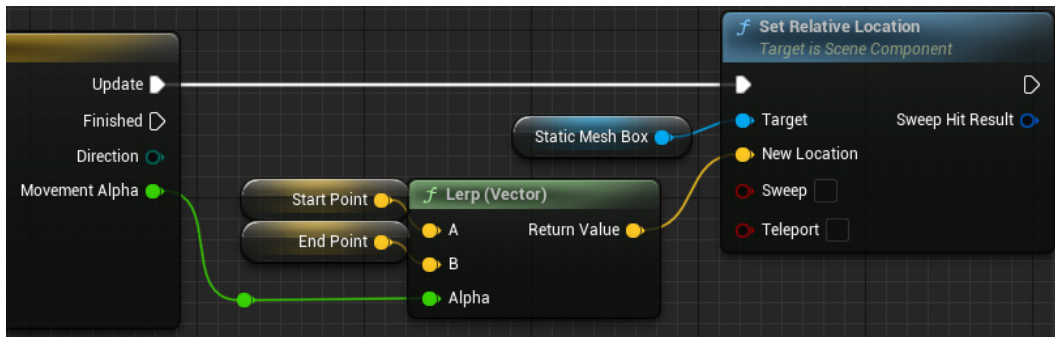 Update
Finished
Direction
Movement Alpha
Start Point
End Point
Lerp (Vector)
A
Return Value
B
Alpha
Static Mesh Box
Set Relative Location
Target is Scene Component
Target
Sweep Hit Result
New Location
Sweep
Teleport